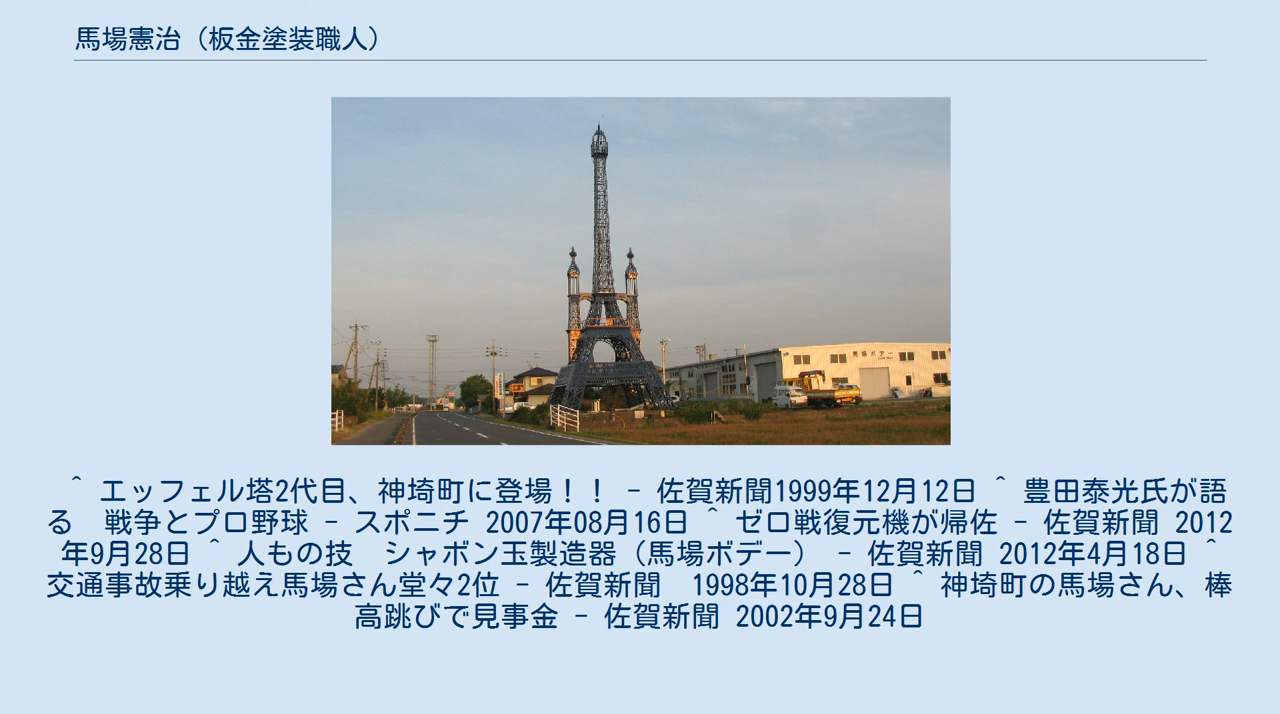 馬場憲治（板金塗装職人）
馬場ボデー
^ エッフェル塔2代目、神埼町に登場！！ - 佐賀新聞1999年12月12日 ^ 豊田泰光氏が語
る　戦争とプロ野球 - スポニチ 2007年08月16日 ^ ゼロ戦復元機が帰佐 - 佐賀新聞 2012
年9月28日 ^ 人もの技　シャボン玉製造器（馬場ボデー） - 佐賀新聞 2012年4月18日 ^
交通事故乗り越え馬場さん堂々2位 - 佐賀新聞　1998年10月28日 ^ 神埼町の馬場さん、棒
高跳びで見事金 - 佐賀新聞 2002年9月24日